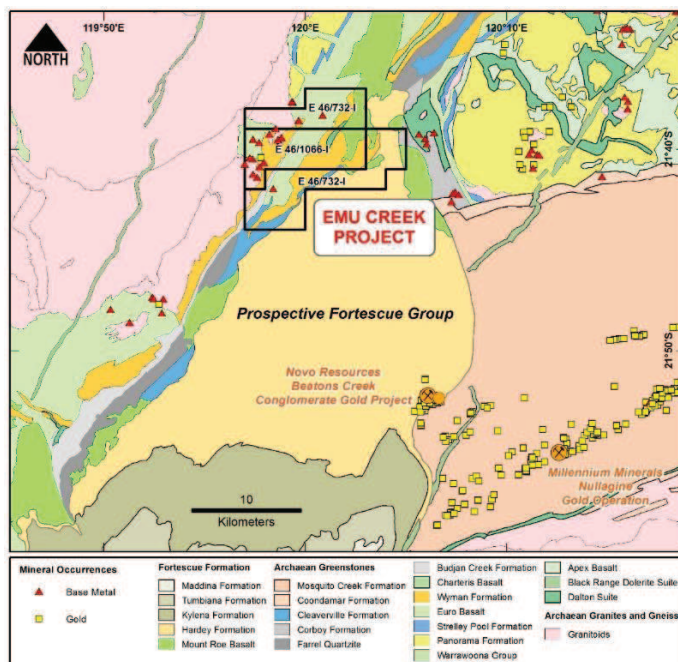 119°50'E
120°E
120°10'E
NORTH
E 46/732-I
E 46/1066-I
E 46/732-I
21°40'S
EMU CREEK
PROJECT
Prospective Fortescue Group
21°50'S
Novo Resources
Beatons Creek
Conglomerate Gold Project
Millennium Minerals
Nullagine
Gold Operation
10
Kilometers
Mineral Occurrences
Base Metal
Gold
Fortescue Formation
Maddina Formation
Tumbiana Formation
Kylena Formation
Hardey Formation
Mount Roe Basalt
Archaean Greenstones
Mosquito Creek Formation
Coondamar Formation
Cleaverville Formation
Corboy Formation
Farrel Quartzite
Budjan Creek Formation
Charteris Basalt
Wyman Formation
Euro Basalt
Strelley Pool Formation
Panorama Formation
Warrawoona Group
Apex Basalt
Black Range Dolerite Suite
Dalton Suite
Archaean Granites and Gneiss
Granitoids